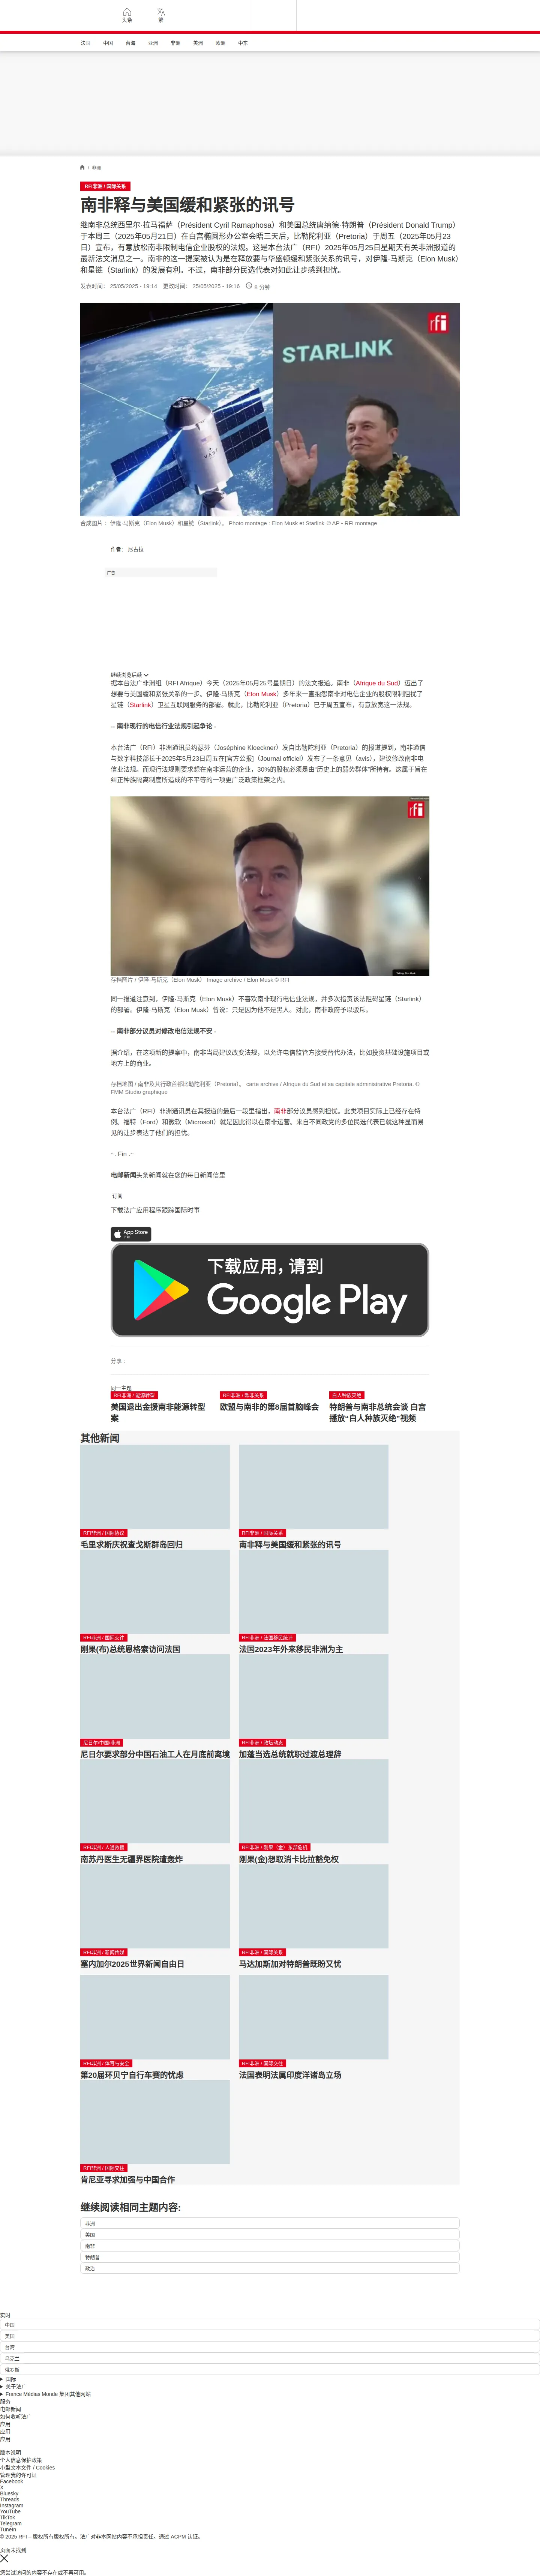 头条
繁
法国 中国 台海 亚洲 非洲 美洲 欧洲 中东
/ 非洲
RFI非洲 / 国际关系
南非释与美国缓和紧张的讯号
继南非总统西里尔·拉马福萨（Président Cyril Ramaphosa）和美国总统唐纳德·特朗普（Président Donald Trump）
于本周三（2025年05月21日）在白宫椭圆形办公室会晤三天后，比勒陀利亚（Pretoria）于周五（2025年05月23
日）宣布，有意放松南非限制电信企业股权的法规。这是本台法广（RFI）2025年05月25日星期天有关非洲报道的
最新法文消息之一。南非的这一提案被认为是在释放要与华盛顿缓和紧张关系的讯号，对伊隆·马斯克（Elon Musk）
和星链（Starlink）的发展有利。不过，南非部分民选代表对如此让步感到担忧。
发表时间： 25/05/2025 - 19:14 更改时间： 25/05/2025 - 19:16 8 分钟
rfi
STARLINK
合成图片 ：伊隆·马斯克（Elon Musk）和星链（Starlink）。 Photo montage : Elon Musk et Starlink © AP - RFI montage
作者： 尼古拉
广告
继续浏览后续
据本台法广非洲组（RFI Afrique）今天（2025年05月25号星期日）的法文报道。南非（Afrique du Sud）迈出了
想要与美国缓和紧张关系的一步。伊隆·马斯克（Elon Musk）多年来一直抱怨南非对电信企业的股权限制阻扰了
星链（Starlink）卫星互联网服务的部署。就此，比勒陀利亚（Pretoria）已于周五宣布，有意放宽这一法规。
-- 南非现行的电信行业法规引起争论 -
本台法广（RFI）非洲通讯员约瑟芬（Joséphine Kloeckner）发自比勒陀利亚（Pretoria）的报道提到，南非通信
与数字科技部长于2025年5月23日周五在[官方公报]（Journal officiel）发布了一条意见（avis），建议修改南非电
信业法规。而现行法规则要求想在南非运营的企业，30%的股权必须是由“历史上的弱势群体”所持有。这属于旨在
纠正种族隔离制度所造成的不平等的一项更广泛政策框架之内。
rfi
存档图片 / 伊隆·马斯克（Elon Musk） Image archive / Elon Musk © RFI
同一报道注意到，伊隆·马斯克（Elon Musk）不喜欢南非现行电信业法规，并多次指责该法阻碍星链（Starlink）
的部署。伊隆·马斯克（Elon Musk）曾说：只是因为他不是黑人。对此，南非政府予以驳斥。
-- 南非部分议员对修改电信法规不安 -
据介绍，在这项新的提案中，南非当局建议改变法规，以允许电信监管方接受替代办法，比如投资基础设施项目或
地方上的商业。
存档地图 / 南非及其行政首都比勒陀利亚（Pretoria）。 carte archive / Afrique du Sud et sa capitale administrative Pretoria. ©
FMM Studio graphique
本台法广（RFI）非洲通讯员在其报道的最后一段里指出，南非部分议员感到担忧。此类项目实际上已经存在特
例。福特（Ford）和微软（Microsoft）就是因此得以在南非运营。来自不同政党的多位民选代表已就这种显而易
见的让步表达了他们的担忧。
–. Fin .–
电邮新闻头条新闻就在您的每日新闻信里
订阅
下载法广应用程序跟踪国际时事
App Store
下载应用，请到
Google Play
分享 :
同一主题
RFI非洲 / 能源转型
美国退出金援南非能源转型
案
RFI非洲 / 欧非关系
欧盟与南非的第8届首脑峰会
白人种族灭绝
特朗普与南非总统会谈 白宫
播放“白人种族灭绝”视频
其他新闻
RFI非洲 / 国际协议
毛里求斯庆祝查戈斯群岛回归
RFI非洲 / 国际关系
南非释与美国缓和紧张的讯号
RFI非洲 / 国际交往
刚果(布)总统恩格索访问法国
RFI非洲 / 法国移民统计
法国2023年外来移民非洲为主
尼日尔/中国/非洲
尼日尔要求部分中国石油工人在月底前离境
RFI非洲 / 政坛动态
加蓬当选总统就职过渡总理辞
RFI非洲 / 人道救援
南苏丹医生无疆界医院遭轰炸
RFI非洲 / 刚果（金）东部危机
刚果(金)想取消卡比拉豁免权
RFI非洲 / 新闻传媒
塞内加尔2025世界新闻自由日
RFI非洲 / 国际关系
马达加斯加对特朗普既盼又忧
RFI非洲 / 体育与安全
第20届环贝宁自行车赛的忧虑
RFI非洲 / 国际交往
法国表明法属印度洋诸岛立场
RFI非洲 / 国际交往
肯尼亚寻求加强与中国合作
继续阅读相同主题内容:
非洲
美国
南非
特朗普
政治
实时
中国
美国
台湾
乌克兰
俄罗斯
国际
关于法广
France Médias Monde 集团其他网站
服务
电邮新闻
如何收听法广
应用
应用
应用
版本说明
个人信息保护政策
小型文本文件 / Cookies
管理我的许可证
Facebook
X
Bluesky
Threads
Instagram
YouTube
TikTok
Telegram
TuneIn
© 2025 RFI – 版权所有版权所有。法广对非本网站内容不承担责任。通过 ACPM 认证。
页面未找到
您尝试访问的内容不存在或不再可用。